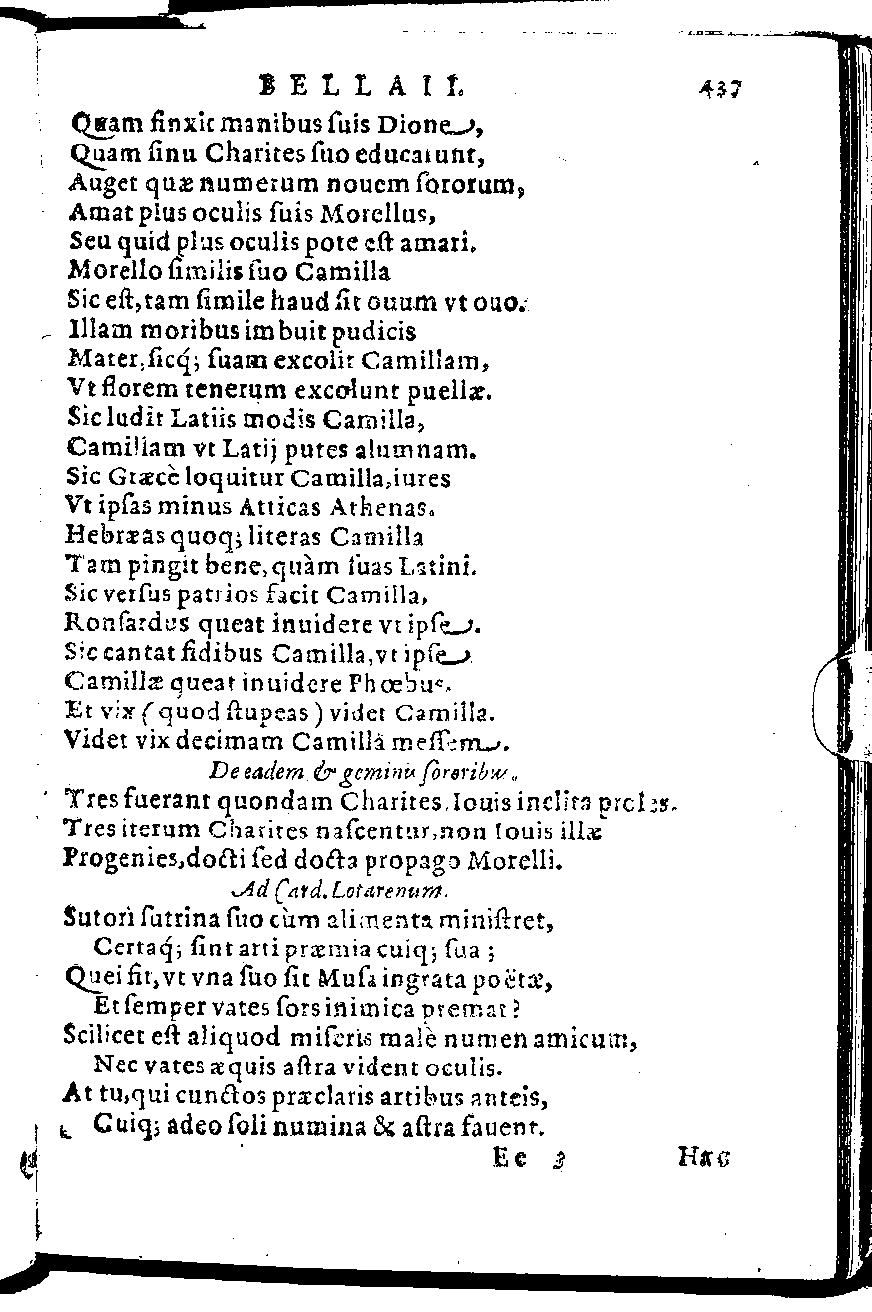 BELLAII. 437
Quam finxit manibus ſuis Dione,
Quam ſinu Charites ſuo educarunt,
Auget quæ numerum nouem ſororum,
Amat plus oculis ſuis Morellus,
Seu quid plus oculis pote eſt amari.
Morello ſimilis ſuo Camilla
Sic eſt, tam ſimile haud ſit ouum vt ouo.
Illam moribus imbuit pudicis
Mater, ſicq́; ſuam excolit Camillam,
Vt florem tenerum excolunt puellæ.
Sic ludit Latiis modis Camilla,
Camillam vt Latij putes alumnam.
Sic Græcè loquitur Camilla, iures
Vt ipſas minus Atticas Athenas.
Hebræas quoq; literas Camilla
Tam pingit bene, quàm ſuas Latini.
Sic verſus patrios facit Camilla,
Ronſardus queat inuidere vt ipſe.
Sic cantat fidibus Camilla, vt ipſe
Camillæ queat inuidere Phœbus.
Et vix (quod ſtupeas) videt Camilla.
Videt vix decimam Camilla meſſem.
De eadem & geminis ſororibus.
Tres fuerant quondam Charites, Iouis inclita proles.
Tres iterum Charites naſcentur, non Iouis illæ
Progenies, docti ſed docta propago Morelli.
Ad Card. Lotarenum.
Sutori ſutrina ſuo cùm alimenta miniſtret,
Certaq́; ſint arti præmia cuiq; ſua;
Quei fit, vt vna ſuo ſit Muſa ingrata poëtæ,
Et ſemper vates ſors inimica premat?
Scilicet eſt aliquod miſeris malè numen amicum,
Nec vates æquis aſtra vident oculis.
At tu, qui cunctos præclaris artibus anteis,
Cuiq; adeo ſoli numina & aſtra fauent.
Ee 3 Hac